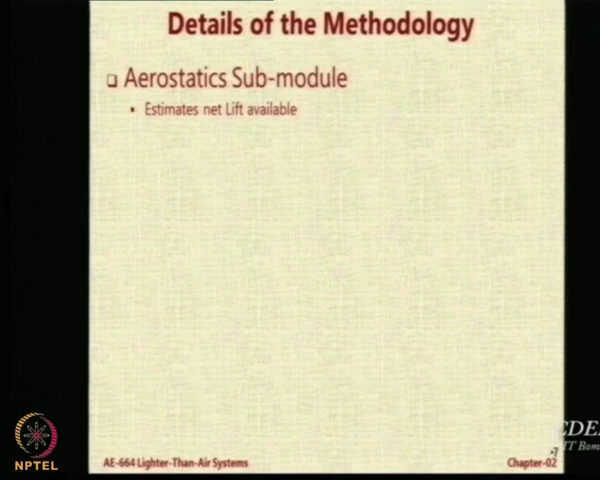 Details of the Methodology
❑ Aerostatics Sub-module
• Estimates net Lift available
NPTEL
AE-664 Lighter-Than-Air Systems
Chapter-02